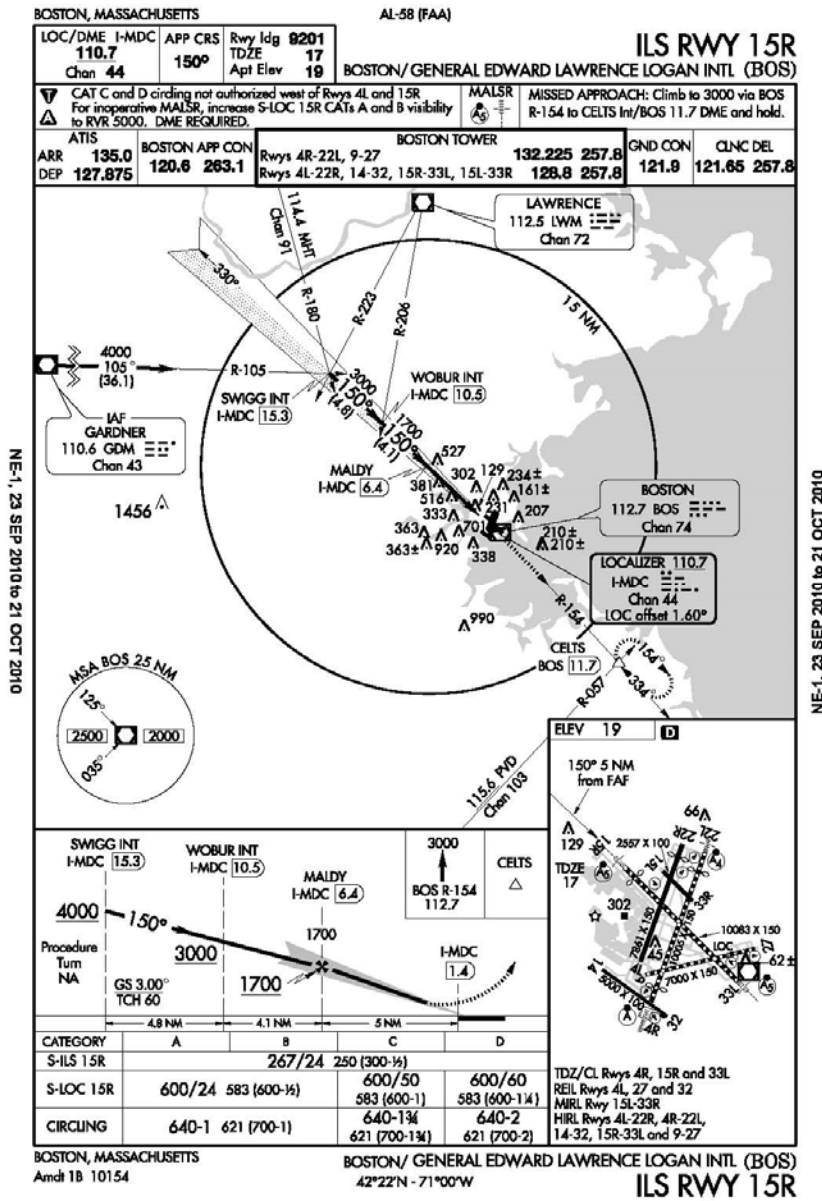 BOSTON, MASSACHUSETTS
AL-58 (FAA)
LOC/DME I-MDC
110.7
Chan 44
APP CRS
150°
Rwy ldg 9201
TDZE 17
Apt Elev 19
ILS RWY 15R
BOSTON/ GENERAL EDWARD LAWRENCE LOGAN INTL (BOS)
T
A
CAT C and D circling not authorized west of Rwys 4L and 15R
For inoperative MALSR, increase S-LOC 15R CATs A and B visibility
to RVR 5000. DME REQUIRED.
MALSR
A5
MISSED APPROACH: Climb to 3000 via BOS
R-154 to CELTS Int/BOS 11.7 DME and hold.
ATIS
ARR 135.0
DEP 127.875
BOSTON APP CON
120.6 263.1
BOSTON TOWER
Rwys 4R-22L, 9-27 132.225 257.8
Rwys 4L-22R, 14-32, 15R-33L, 15L-33R 128.8 257.8
GND CON
121.9
CLNC DEL
121.65 257.8
114.4 MHT
Chan 91
LAWRENCE
112.5 LWM
Chan 72
330°
R-180
R-223
R-206
15 NM
4000
105°
(36.1)
R-105
IAF
GARDNER
110.6 GDM
Chan 43
SWIGG INT
I-MDC 15.3
3000
150°
(4.8)
WOBUR INT
I-MDC 10.5
1700
150°
(4.1)
MALDY
I-MDC 6.4
527
302
129
234±
381
516
231
161±
333
207
363
701
210±
363±
920
338
210±
1456
990
BOSTON
112.7 BOS
Chan 74
LOCALIZER 110.7
I-MDC
Chan 44
LOC offset 1.60°
R-154
CELTS
BOS 11.7
154°
334°
R-057
115.6 PVD
Chan 103
MSA BOS 25 NM
125°
2500
2000
035°
NE-1, 23 SEP 2010 to 21 OCT 2010
NE-1, 23 SEP 2010 to 21 OCT 2010
ELEV 19
D
150° 5 NM
from FAF
129
TDZE
17
15R
A5
2557 X 100
15L
22R
66
22L
A4
33R
302
10083 X 150
7861 X 150
10005 X 150
45
LOC
27
62±
4L
7000 X 150
14
5000 X 100
4R
32
33L
A5
A
TDZ/CL Rwys 4R, 15R and 33L
REIL Rwys 4L, 27 and 32
MIRL Rwy 15L-33R
HIRL Rwys 4L-22R, 4R-22L,
14-32, 15R-33L and 9-27
SWIGG INT
I-MDC 15.3
WOBUR INT
I-MDC 10.5
MALDY
I-MDC 6.4
3000
BOS R-154
112.7
CELTS
4000
150°
3000
1700
1700
I-MDC
1.4
Procedure
Turn
NA
GS 3.00°
TCH 60
4.8 NM
4.1 NM
5 NM
CATEGORY A B C D
S-ILS 15R 267/24 250 (300-½)
S-LOC 15R 600/24 583 (600-½) 600/50 583 (600-1) 600/60 583 (600-1¼)
CIRCLING 640-1 621 (700-1) 640-1¾ 621 (700-1¾) 640-2 621 (700-2)
BOSTON, MASSACHUSETTS
Amdt 1B 10154
BOSTON/ GENERAL EDWARD LAWRENCE LOGAN INTL (BOS)
42°22'N - 71°00'W
ILS RWY 15R